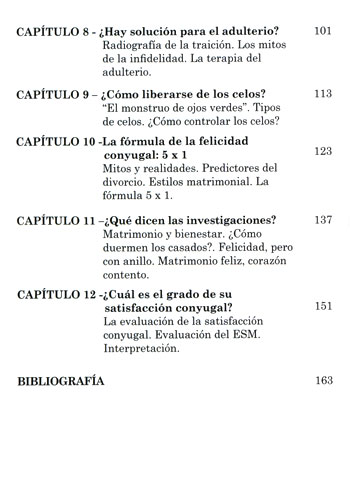 CAPÍTULO 8 - ¿Hay solución para el adulterio? 101
Radiografía de la traición. Los mitos
de la infidelidad. La terapia del
adulterio.
CAPÍTULO 9 – ¿Cómo liberarse de los celos? 113
“El monstruo de ojos verdes”. Tipos
de celos. ¿Cómo controlar los celos?
CAPÍTULO 10 -La fórmula de la felicidad
conyugal: 5 x 1 123
Mitos y realidades. Predictores del
divorcio. Estilos matrimonial. La
fórmula 5 x 1.
CAPÍTULO 11 –¿Qué dicen las investigaciones? 137
Matrimonio y bienestar. ¿Cómo
duermen los casados?. Felicidad, pero
con anillo. Matrimonio feliz, corazón
contento.
CAPÍTULO 12 -¿Cuál es el grado de su
satisfacción conyugal? 151
La evaluación de la satisfacción
conyugal. Evaluación del ESM.
Interpretación.
BIBLIOGRAFÍA 163